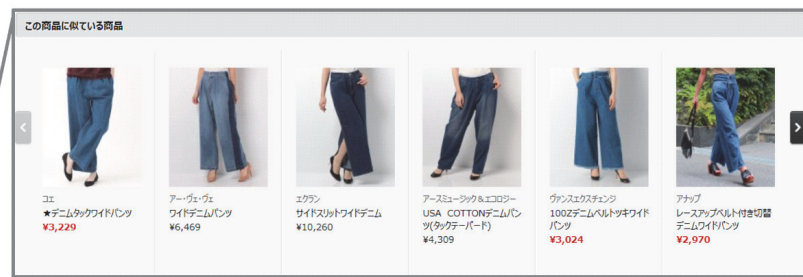 この商品に似ている商品
コエ
★デニムタックワイドパンツ
¥3,229
アー・ヴェ・ヴェ
ワイドデニムパンツ
¥6,469
エクラン
サイドスリットワイドデニム
¥10,260
アースミュージック&エコロジー
USA COTTONデニムパン
ツ(タックテーパード)
¥4,309
ヴァンスエクスチェンジ
100Zデニムベルトツキワイド
パンツ
¥3,024
アナップ
レースアップベルト付き切替
デニムワイドパンツ
¥2,970